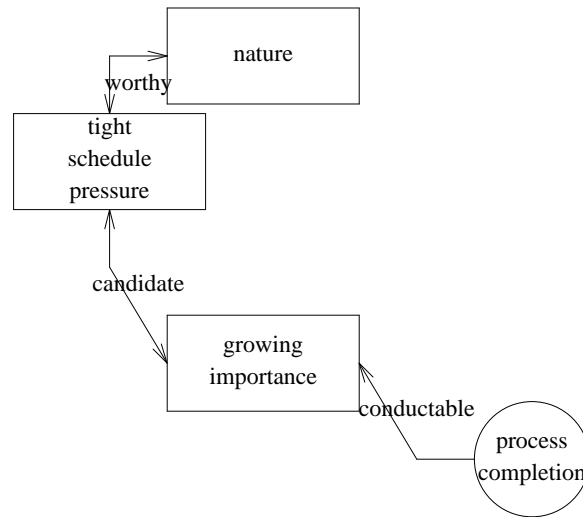 nature
worthy
tight
schedule
pressure
candidate
growing
importance
conductable
process
completion